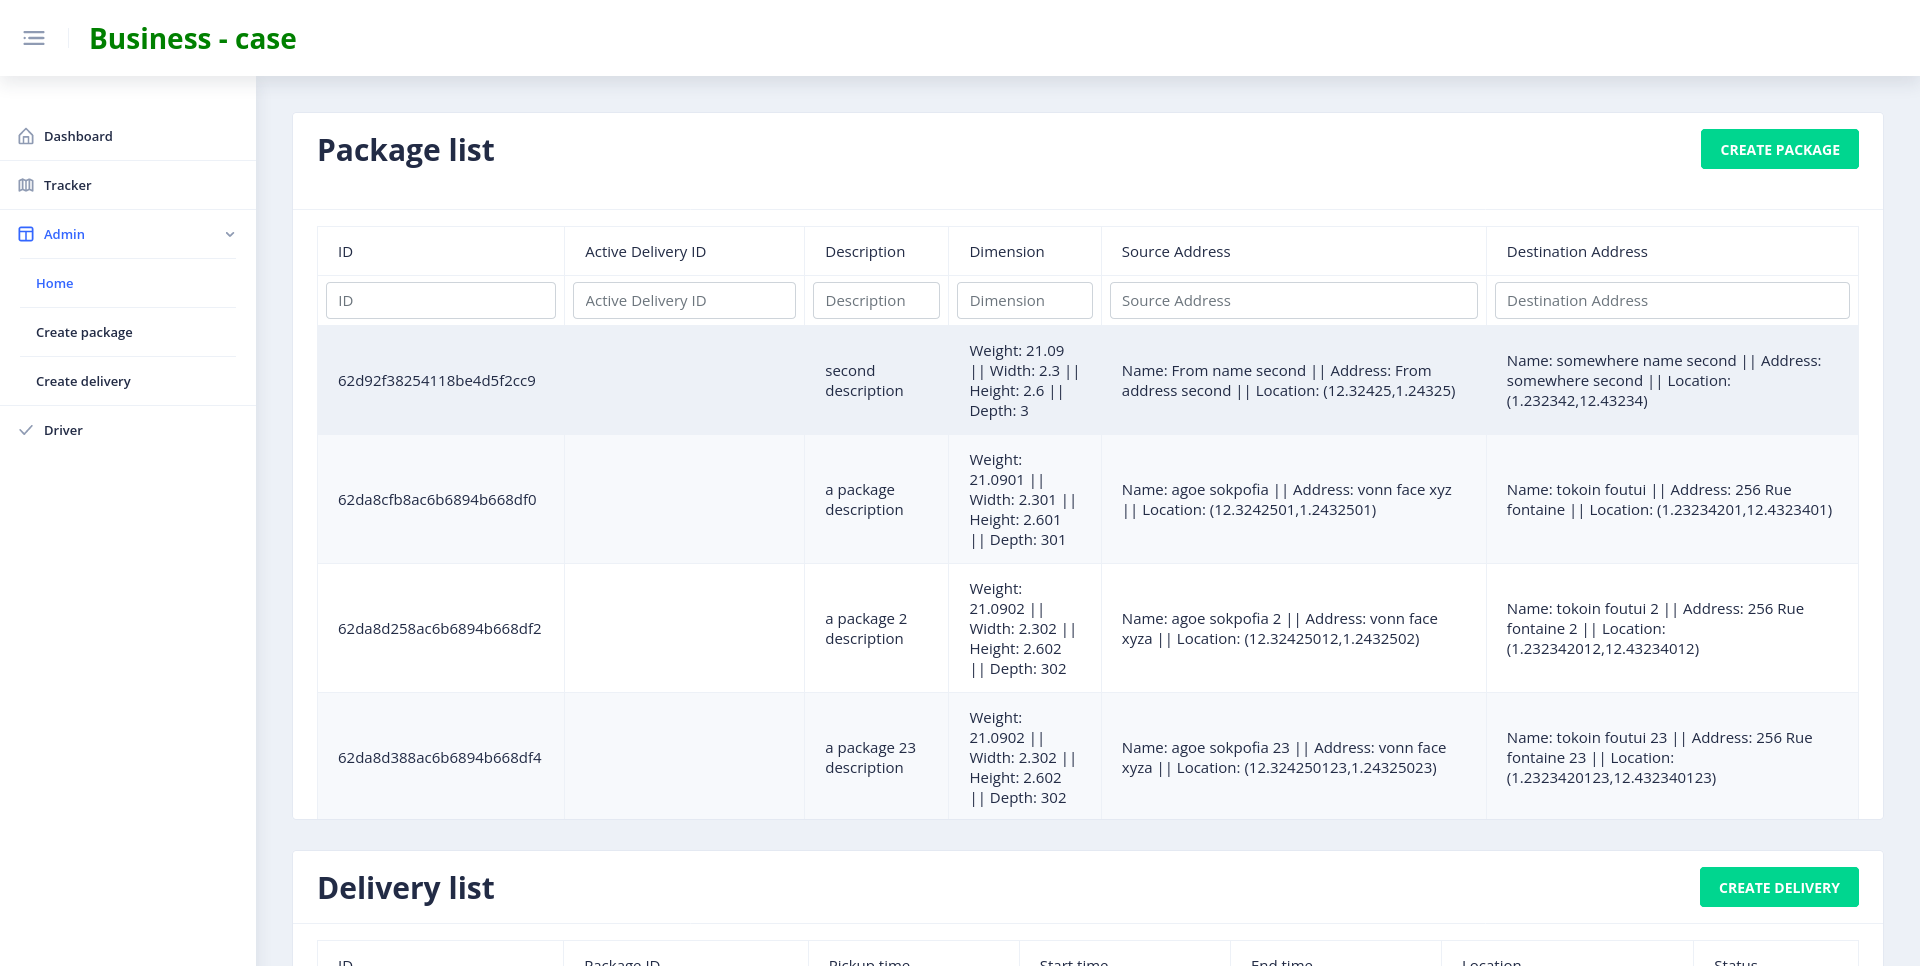 Business - case
Dashboard
Tracker
Admin
Home
Create package
Create delivery
Driver
Package list
CREATE PACKAGE
ID
Active Delivery ID
Description
Dimension
Source Address
Destination Address
ID
Active Delivery ID
Description
Dimension
Source Address
Destination Address
62d92f38254118be4d5f2cc9
second
description
Weight: 21.09
|| Width: 2.3 ||
Height: 2.6 ||
Depth: 3
Name: From name second || Address: From
address second || Location: (12.32425,1.24325)
Name: somewhere name second || Address:
somewhere second || Location:
(1.232342,12.43234)
62da8cfb8ac6b6894b668df0
a package
description
Weight:
21.0901 ||
Width: 2.301 ||
Height: 2.601
|| Depth: 301
Name: agoe sokpofia || Address: vonn face xyz
|| Location: (12.3242501,1.2432501)
Name: tokoin foutui || Address: 256 Rue
fontaine || Location: (1.23234201,12.4323401)
62da8d258ac6b6894b668df2
a package 2
description
Weight:
21.0902 ||
Width: 2.302 ||
Height: 2.602
|| Depth: 302
Name: agoe sokpofia 2 || Address: vonn face
xyza || Location: (12.32425012,1.2432502)
Name: tokoin foutui 2 || Address: 256 Rue
fontaine 2 || Location:
(1.232342012,12.43234012)
62da8d388ac6b6894b668df4
a package 23
description
Weight:
21.0902 ||
Width: 2.302 ||
Height: 2.602
|| Depth: 302
Name: agoe sokpofia 23 || Address: vonn face
xyza || Location: (12.324250123,1.24325023)
Name: tokoin foutui 23 || Address: 256 Rue
fontaine 23 || Location:
(1.2323420123,12.432340123)
Delivery list
CREATE DELIVERY
ID
Package ID
Pickup time
Start time
End time
Location
Status